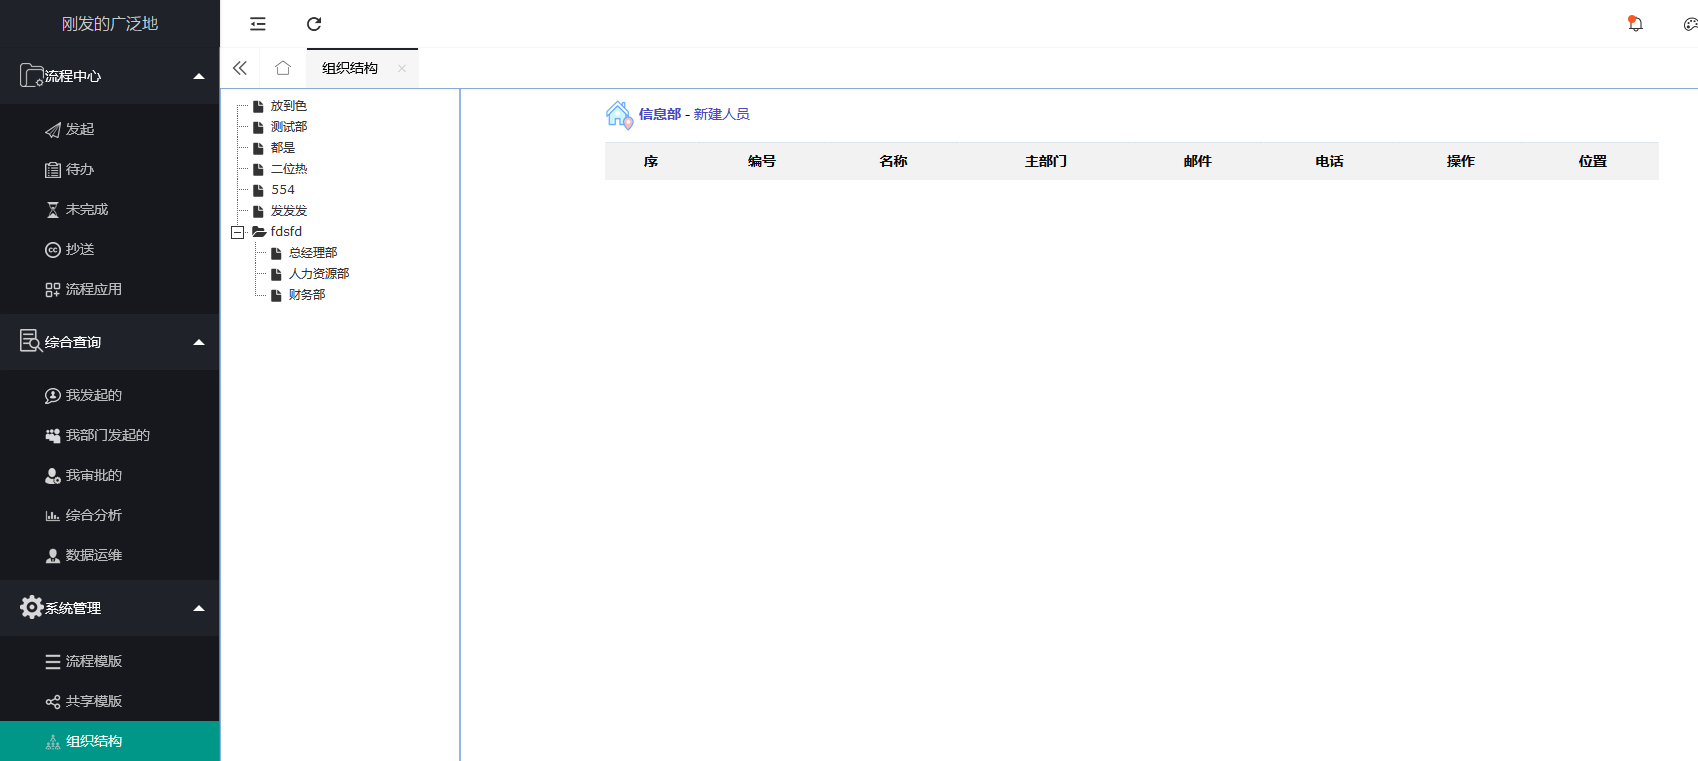 刚发的广泛地
流程中心
发起
待办
未完成
抄送
流程应用
综合查询
我发起的
我部门发起的
我审批的
综合分析
数据运维
系统管理
流程模版
共享模版
组织结构
组织结构
放到色
测试部
都是
二位热
554
发发发
fdsfd
总经理部
人力资源部
财务部
信息部 - 新建人员
序 编号 名称 主部门 邮件 电话 操作 位置